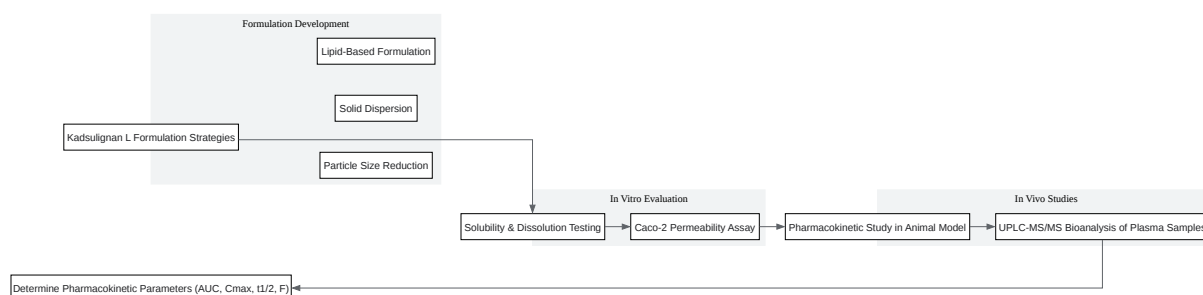 Formulation Development
Lipid-Based Formulation
Solid Dispersion
Kadsulignan L Formulation Strategies
Particle Size Reduction
In Vitro Evaluation
In Vivo Studies
Solubility & Dissolution Testing
Caco-2 Permeability Assay
Pharmacokinetic Study in Animal Model
UPLC-MS/MS Bioanalysis of Plasma Samples
Determine Pharmacokinetic Parameters (AUC, Cmax, t1/2, F)